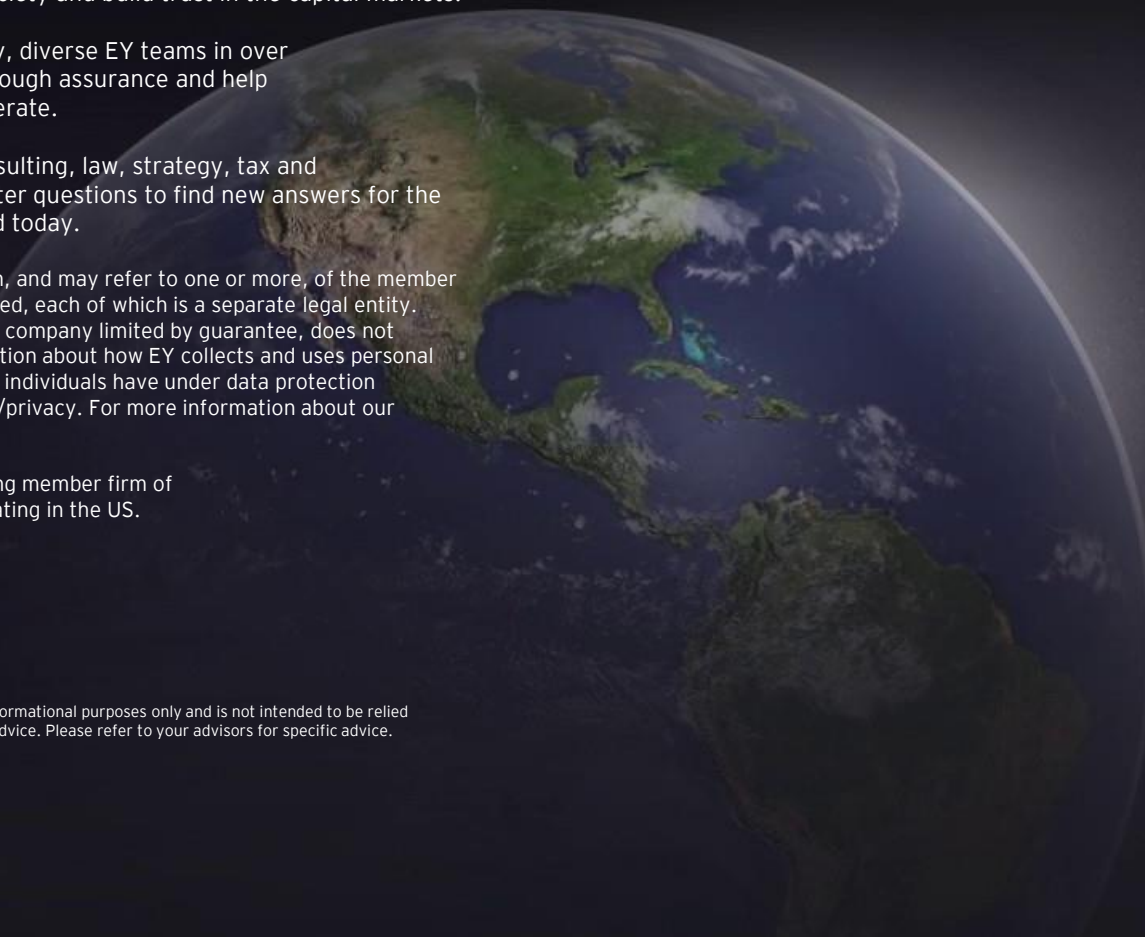 y, diverse EY teams in over
ough assurance and help
erate.
sulting, law, strategy, tax and
ter questions to find new answers for the
d today.
n, and may refer to one or more, of the member
ed, each of which is a separate legal entity.
company limited by guarantee, does not
tion about how EY collects and uses personal
individuals have under data protection
/privacy. For more information about our
ng member firm of
ating in the US.
ormational purposes only and is not intended to be relied
dvice. Please refer to your advisors for specific advice.